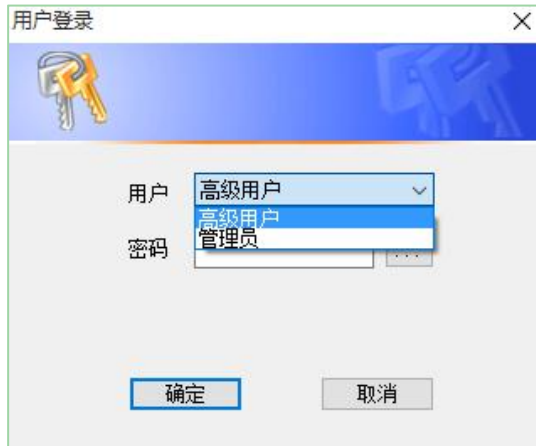 用户登录
用户 高级用户
高级用户
管理员
密码 ...
确定 取消